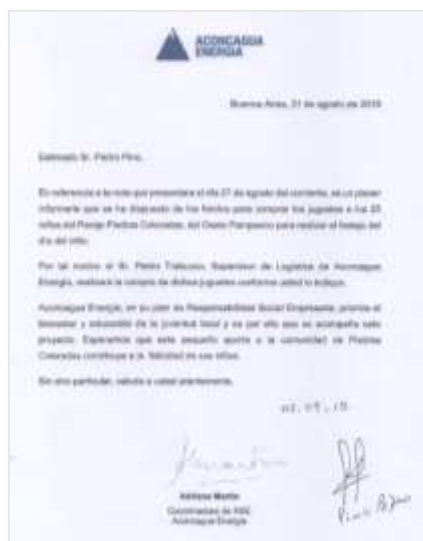 ACONCAGUA
ENERGIA
Buenos Aires, 31 de agosto de
Estimado Sr. Pedro Pino,
En referencia a la nota que presentara el día 27 de agosto del corriente, es un placer
informarle que se ha dispuesto de los fondos para comprar los juguetes a los 25
niños del Paraje Piedras Coloradas, del Oeste Pampeano para realizar el festejo del
día del niño.
Por tal motivo el Sr. Pedro, Supervisor de Logística de Aconcagua
Energía, realizará la compra de dichos juguetes conforme usted lo indique.
Aconcagua Energía, en su plan de Responsabilidad Social Empresaria, prioriza el
bienestar y educación de la juventud local y es por ello que se acompaña este
proyecto. Esperamos que este pequeño aporte a la comunidad de Piedras
Coloradas contribuya a la felicidad de sus niños.
Sin otro particular, saluda a usted atentamente.
Adriana Martin
Coordinadora de RSE
Aconcagua Energía